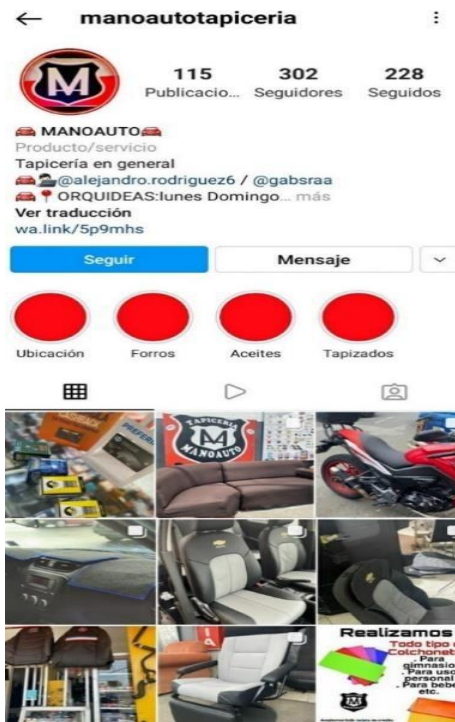 manoautotapiceria
M
115 302 228
Publicacio... Seguidores Seguidos
MANOAUTO
Producto/servicio
Tapicería en general
@alejandro.rodriguez6 / @gabsraa
ORQUIDEAS:lunes Domingo... más
Ver traducción
wa.link/5p9mhs
Seguir Mensaje
Ubicación Forros Aceites Tapizados
TAPICERIA
M
MANOAUTO
Realizamos
Todo tipo
Colchonet
. Para
gimnasio
. Para uso
personal
. Para bebe
etc.